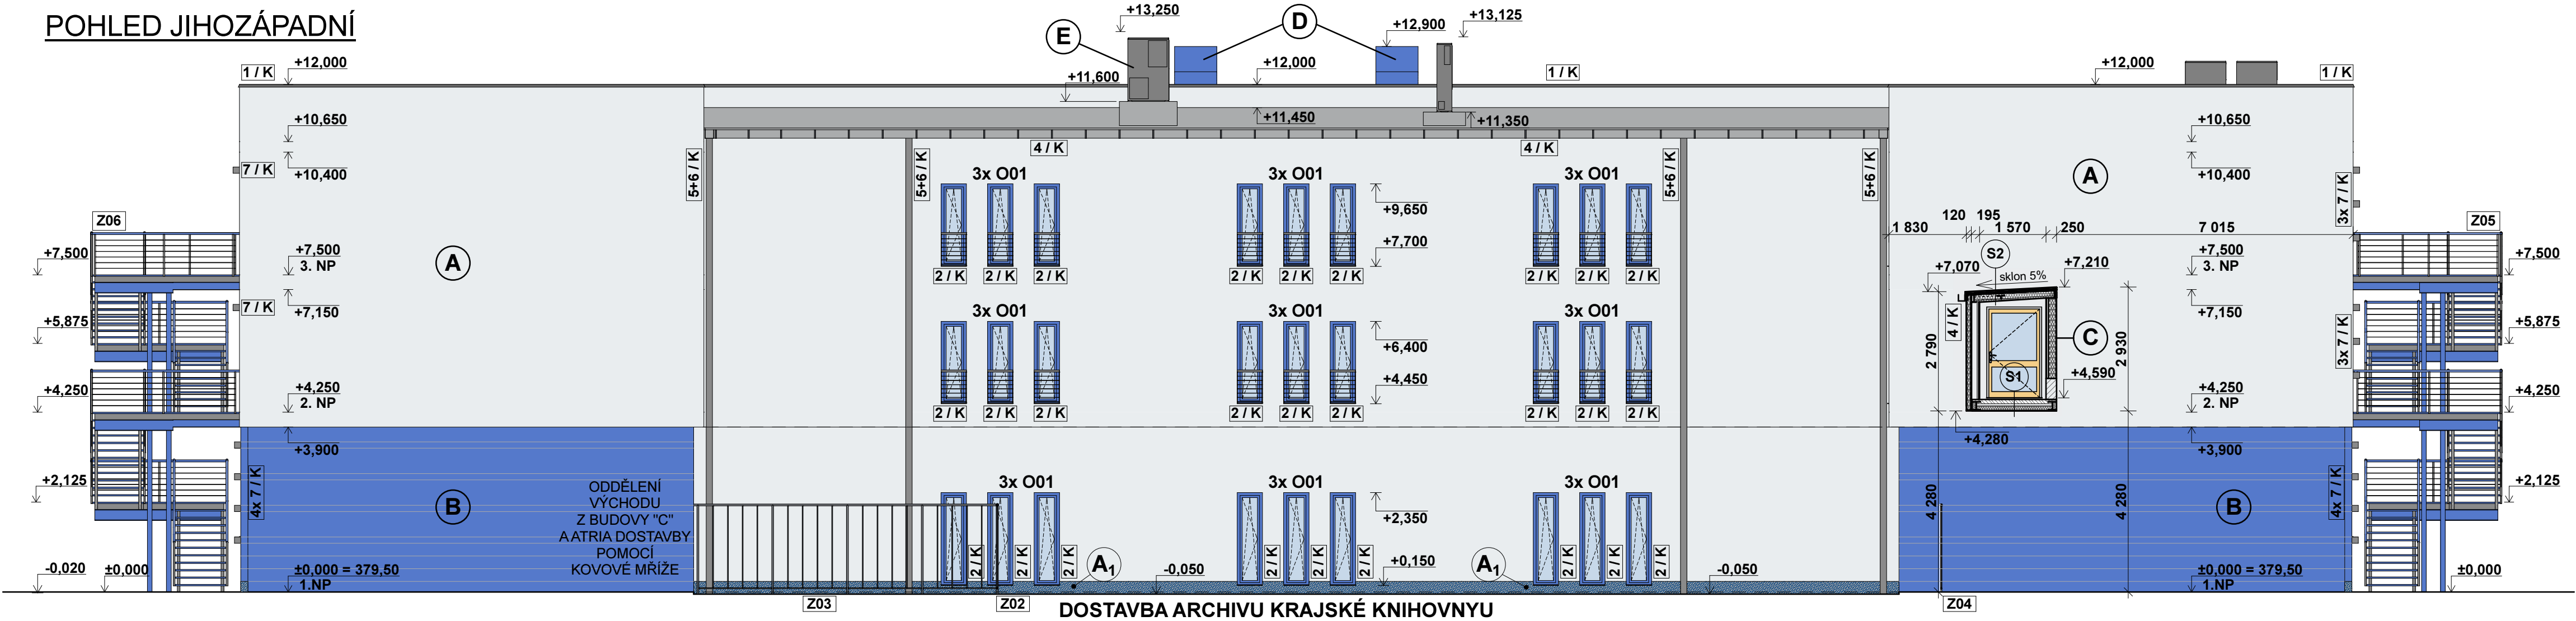 POHLED JIHOZÁPADNÍ
E
+13,250
D
+12,900
+13,125
1 / K
+12,000
+11,600
+12,000
1 / K
+12,000
1 / K
+10,650
+11,450
+11,350
+10,650
7 / K
+10,400
5+6 / K
5+6 / K
4 / K
4 / K
5+6 / K
5+6 / K
A
+10,400
3x 7 / K
3x O01
3x O01
3x O01
+9,650
Z06
120
195
Z05
1 830
1 570
250
7 015
+7,500
+7,500
3. NP
A
+7,700
S2
+7,500
3. NP
+7,500
2 / K
2 / K
2 / K
2 / K
2 / K
2 / K
2 / K
2 / K
2 / K
+7,070
sklon 5%
+7,210
7 / K
+7,150
3x O01
3x O01
3x O01
4 / K
+7,150
+5,875
+6,400
2 790
C
2 930
3x 7 / K
+5,875
+4,450
S1
+4,590
+4,250
+4,250
2. NP
+4,250
2. NP
+4,250
2 / K
2 / K
2 / K
2 / K
2 / K
2 / K
2 / K
2 / K
2 / K
+3,900
+4,280
+3,900
+2,125
4x 7 / K
B
ODDĚLENÍ
VÝCHODU
Z BUDOVY "C"
A ATRIA DOSTAVBY
POMOCÍ
KOVOVÉ MŘÍŽE
3x O01
3x O01
3x O01
+2,350
4 280
4 280
B
4x 7 / K
+2,125
2 / K
2 / K
2 / K
A1
2 / K
2 / K
2 / K
+0,150
A1
2 / K
2 / K
2 / K
-0,020
±0,000
±0,000 = 379,50
1.NP
-0,050
-0,050
±0,000 = 379,50
1.NP
±0,000
Z03
Z02
DOSTAVBA ARCHIVU KRAJSKÉ KNIHOVNYU
Z04